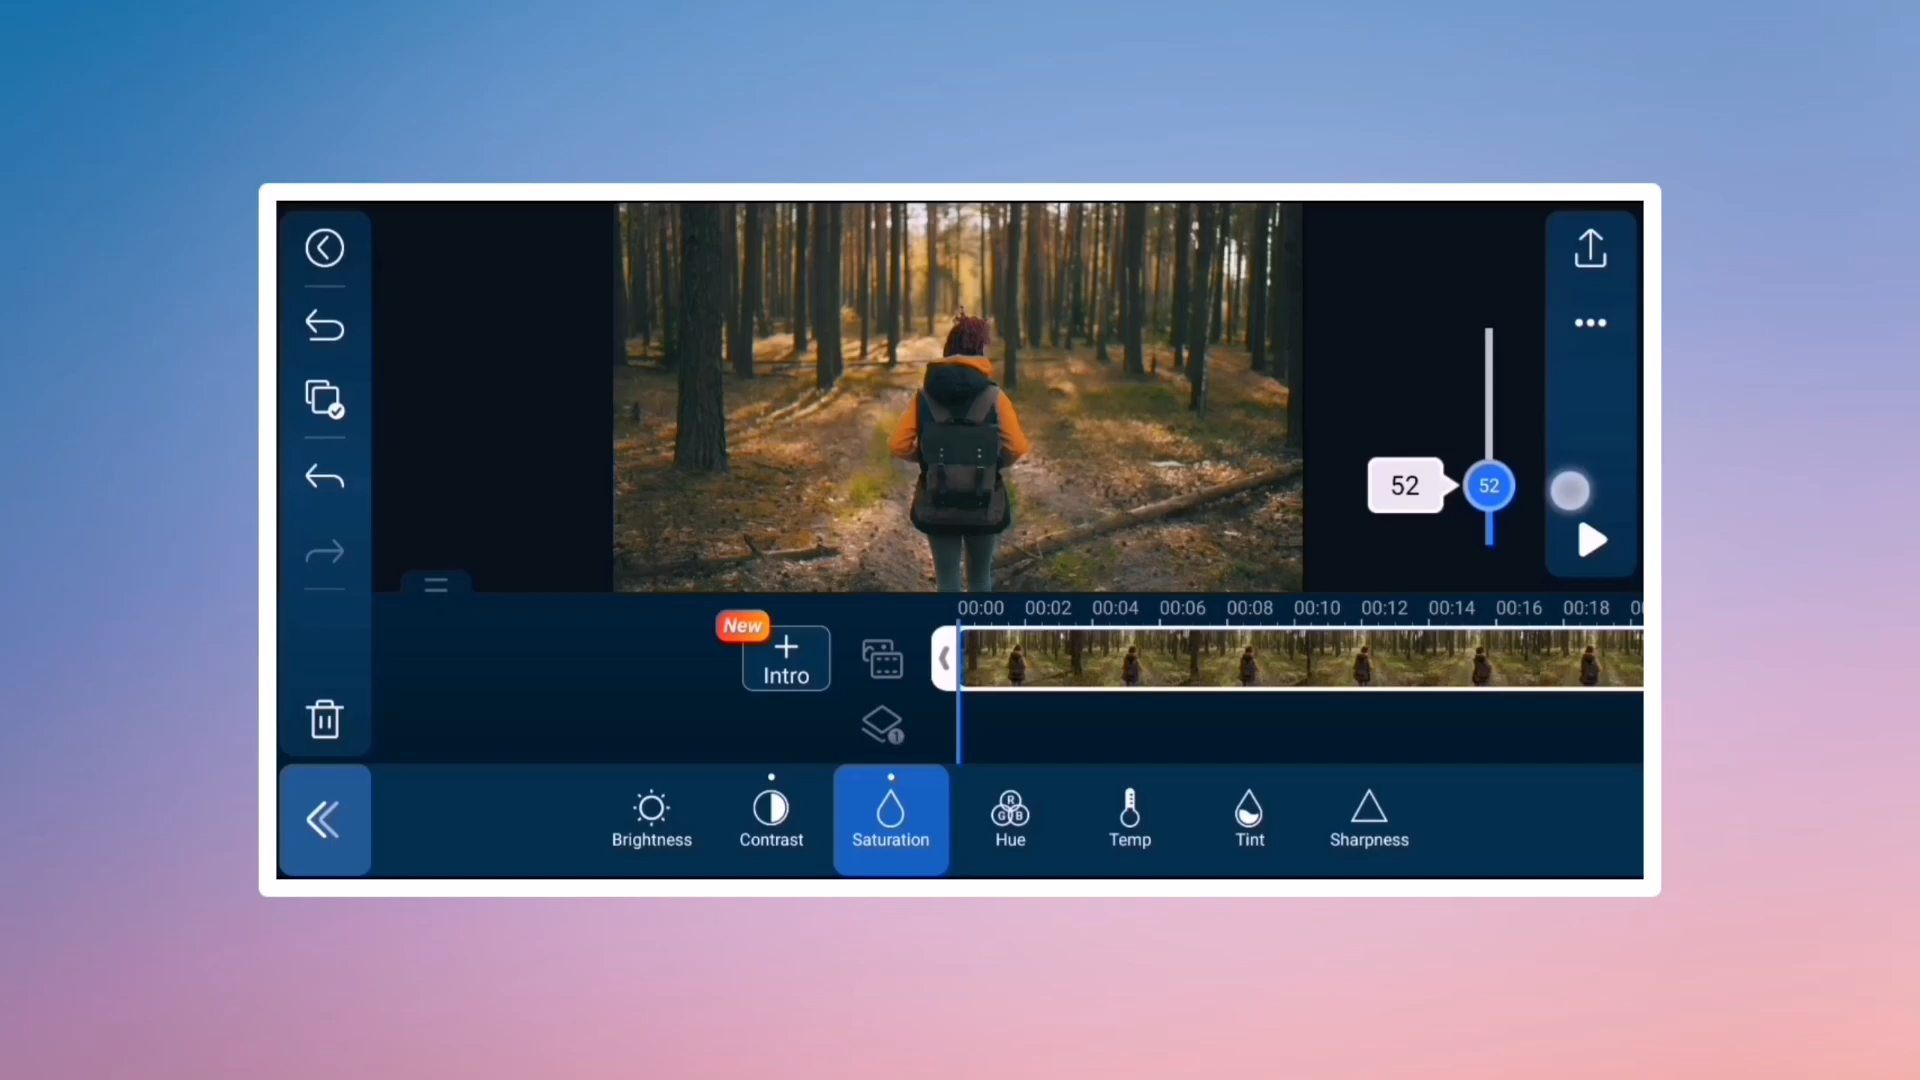 52
52
00:00 00:02 00:04 00:06 00:08 00:10 00:12 00:14 00:16 00:18
New
Intro
1
R
G B
Brightness Contrast Saturation Hue Temp Tint Sharpness